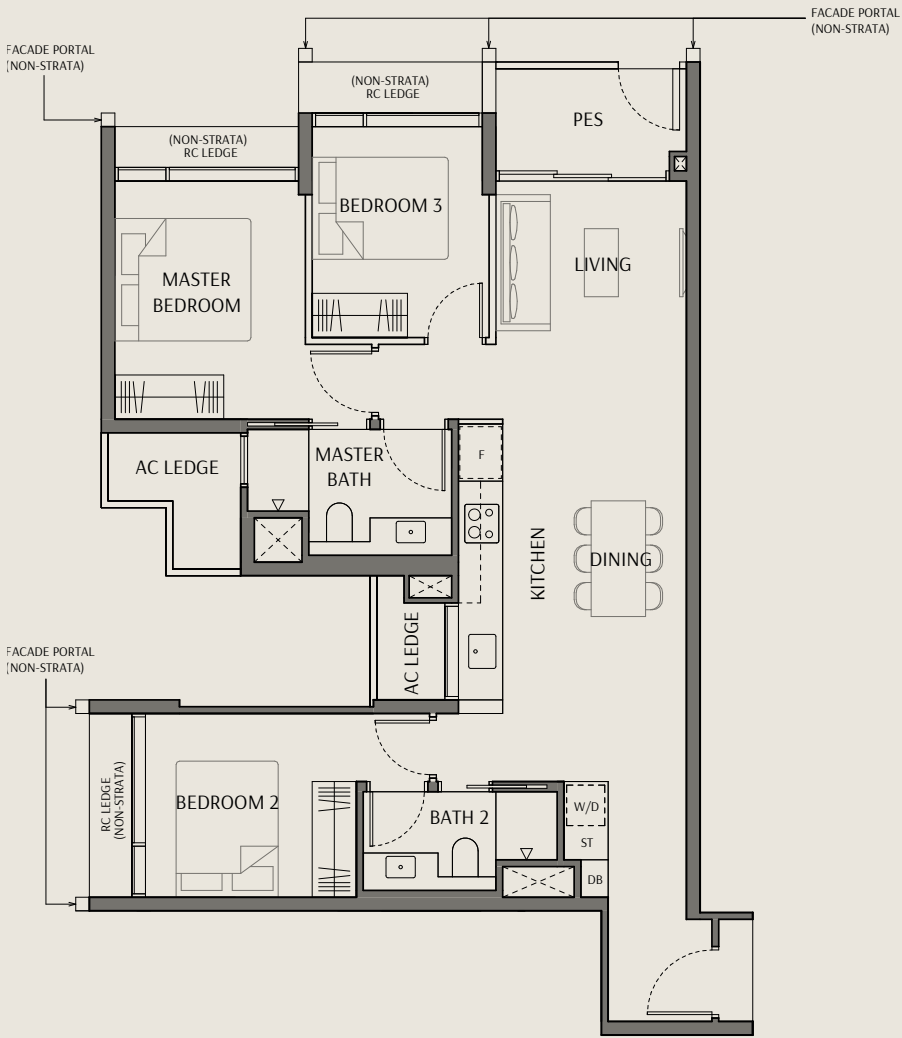 FACADE PORTAL
(NON-STRATA)
FACADE PORTAL
(NON-STRATA)
(NON-STRATA)
RC LEDGE
PES
(NON-STRATA)
RC LEDGE
BEDROOM 3
LIVING
MASTER
BEDROOM
MASTER
BATH
F
AC LEDGE
KITCHEN
DINING
AC LEDGE
FACADE PORTAL
(NON-STRATA)
RC LEDGE
(NON-STRATA)
BEDROOM 2
BATH 2
W/D
ST
DB